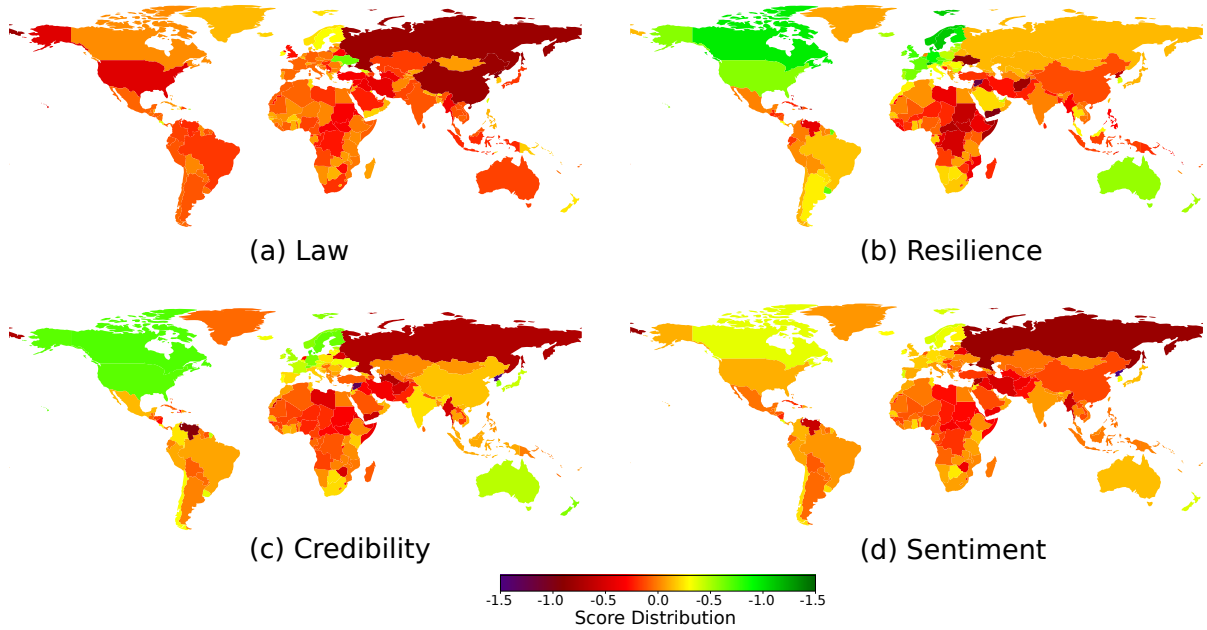 (a) Law
(b) Resilience
(c) Credibility
(d) Sentiment
-1.5 -1.0 -0.5 0.0 -0.5 -1.0 -1.5
Score Distribution